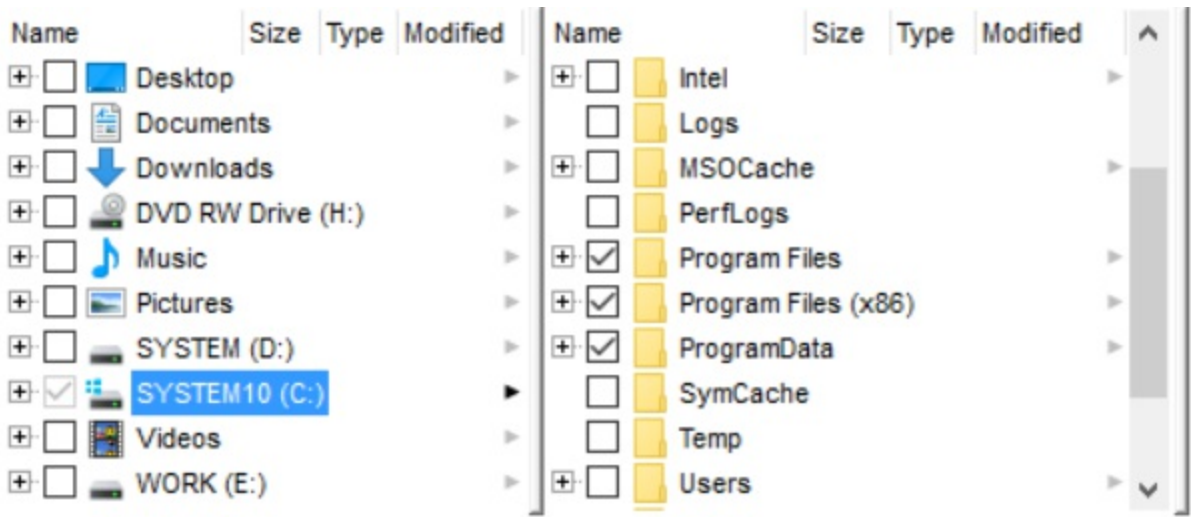 Name Size Type Modified
Desktop
Documents
Downloads
DVD RW Drive (H:)
Music
Pictures
SYSTEM (D:)
SYSTEM10 (C:)
Videos
WORK (E:)
Name Size Type Modified
Intel
Logs
MSOCache
PerfLogs
Program Files
Program Files (x86)
ProgramData
SymCache
Temp
Users